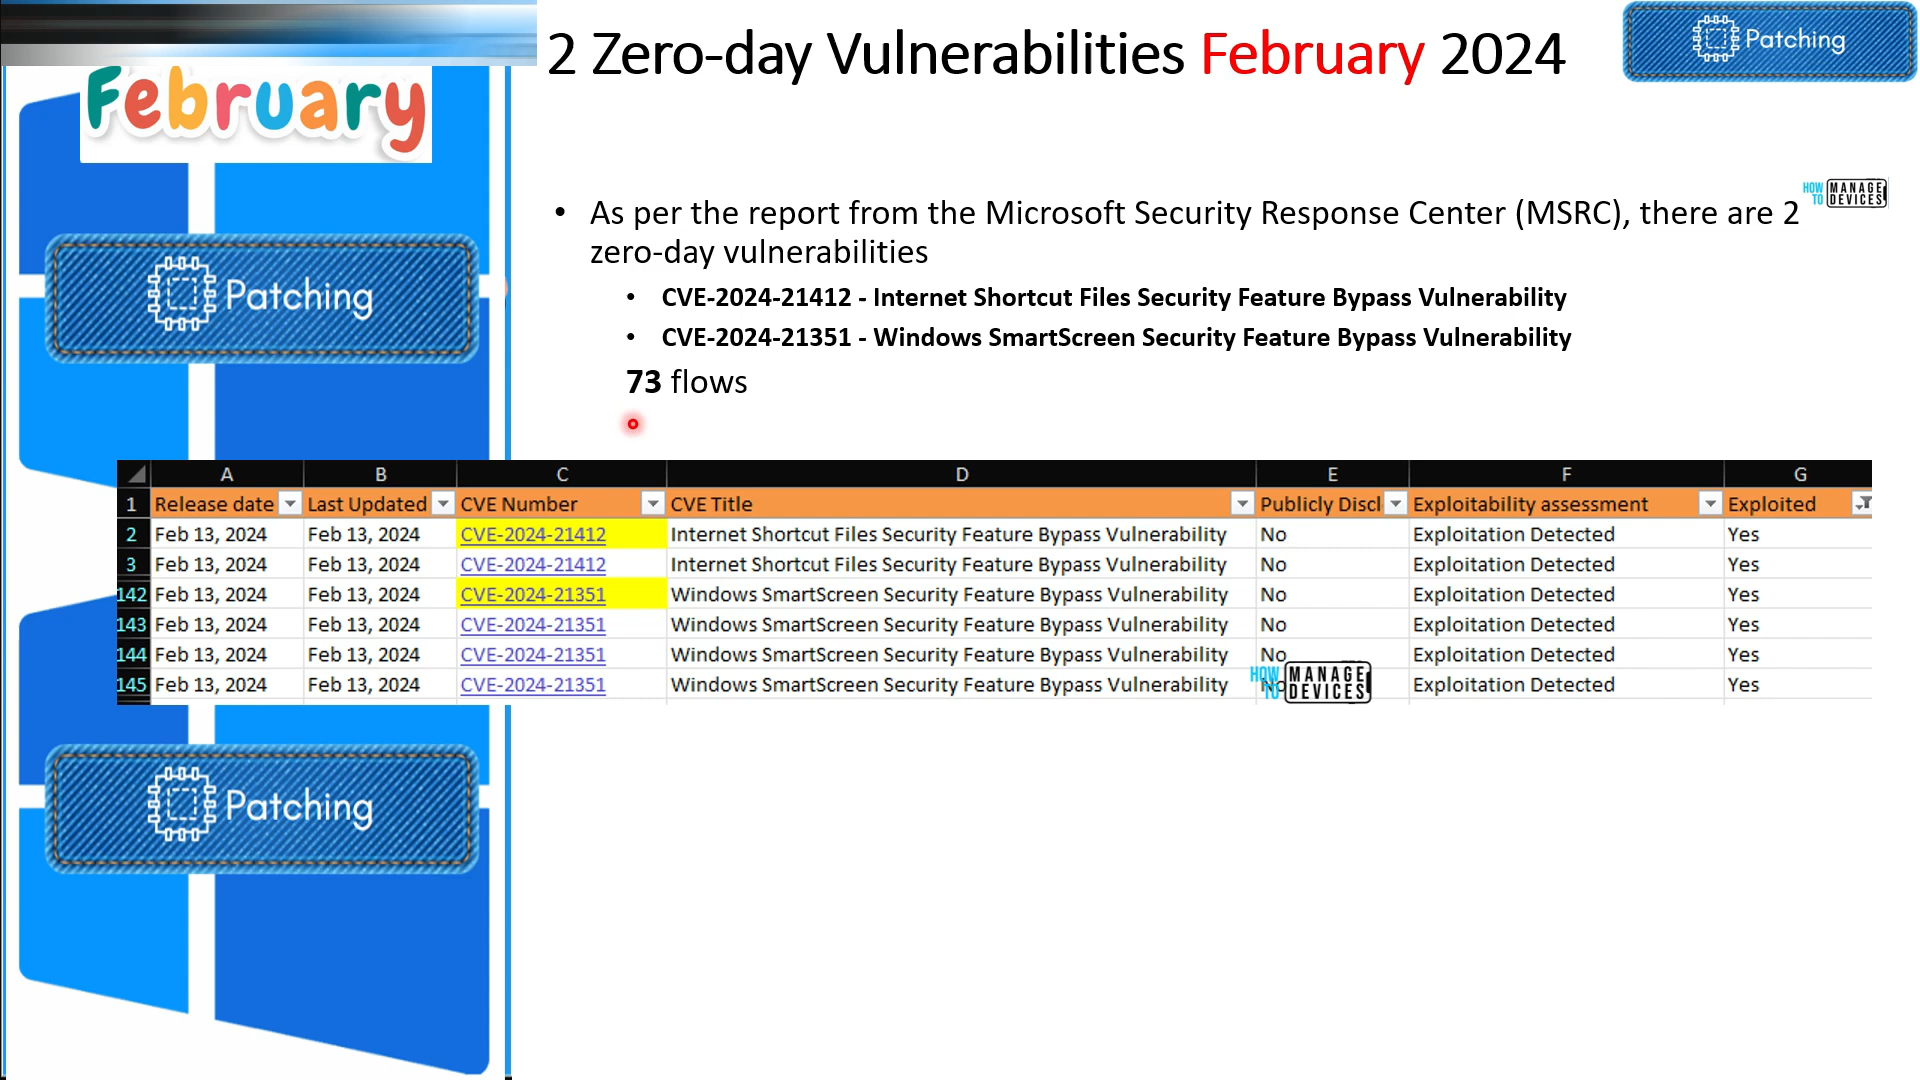 2 Zero-day Vulnerabilities February 2024
Patching
February
HOW TO MANAGE DEVICES
• As per the report from the Microsoft Security Response Center (MSRC), there are 2
zero-day vulnerabilities
• CVE-2024-21412 - Internet Shortcut Files Security Feature Bypass Vulnerability
• CVE-2024-21351 - Windows SmartScreen Security Feature Bypass Vulnerability
73 flows
Patching
A B C D E F G
1 Release date Last Updated CVE Number CVE Title Publicly Discl Exploitability assessment Exploited
2 Feb 13, 2024 Feb 13, 2024 CVE-2024-21412 Internet Shortcut Files Security Feature Bypass Vulnerability No Exploitation Detected Yes
3 Feb 13, 2024 Feb 13, 2024 CVE-2024-21412 Internet Shortcut Files Security Feature Bypass Vulnerability No Exploitation Detected Yes
142 Feb 13, 2024 Feb 13, 2024 CVE-2024-21351 Windows SmartScreen Security Feature Bypass Vulnerability No Exploitation Detected Yes
143 Feb 13, 2024 Feb 13, 2024 CVE-2024-21351 Windows SmartScreen Security Feature Bypass Vulnerability No Exploitation Detected Yes
144 Feb 13, 2024 Feb 13, 2024 CVE-2024-21351 Windows SmartScreen Security Feature Bypass Vulnerability No Exploitation Detected Yes
145 Feb 13, 2024 Feb 13, 2024 CVE-2024-21351 Windows SmartScreen Security Feature Bypass Vulnerability No Exploitation Detected Yes
HOW TO MANAGE DEVICES
Patching